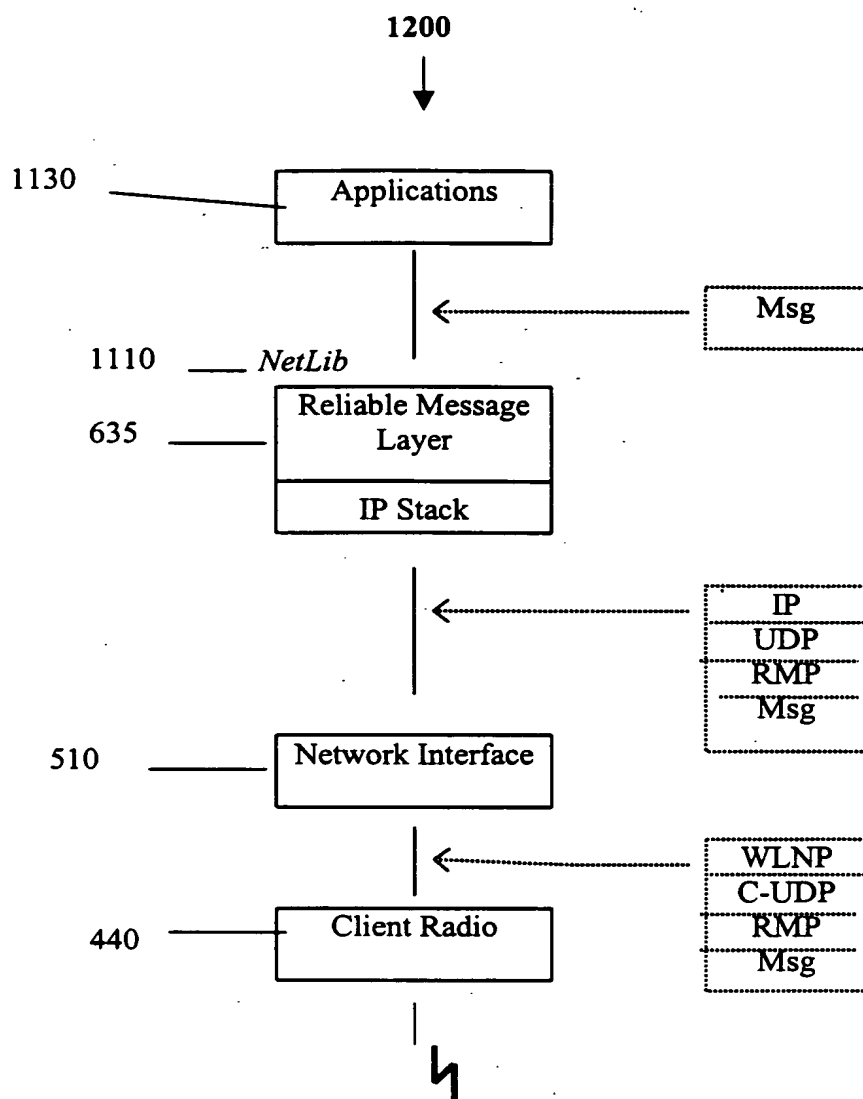 1200
1130
Applications
Msg
1110
NetLib
635
Reliable Message
Layer
IP Stack
IP
UDP
RMP
Msg
510
Network Interface
WLNP
C-UDP
RMP
Msg
440
Client Radio